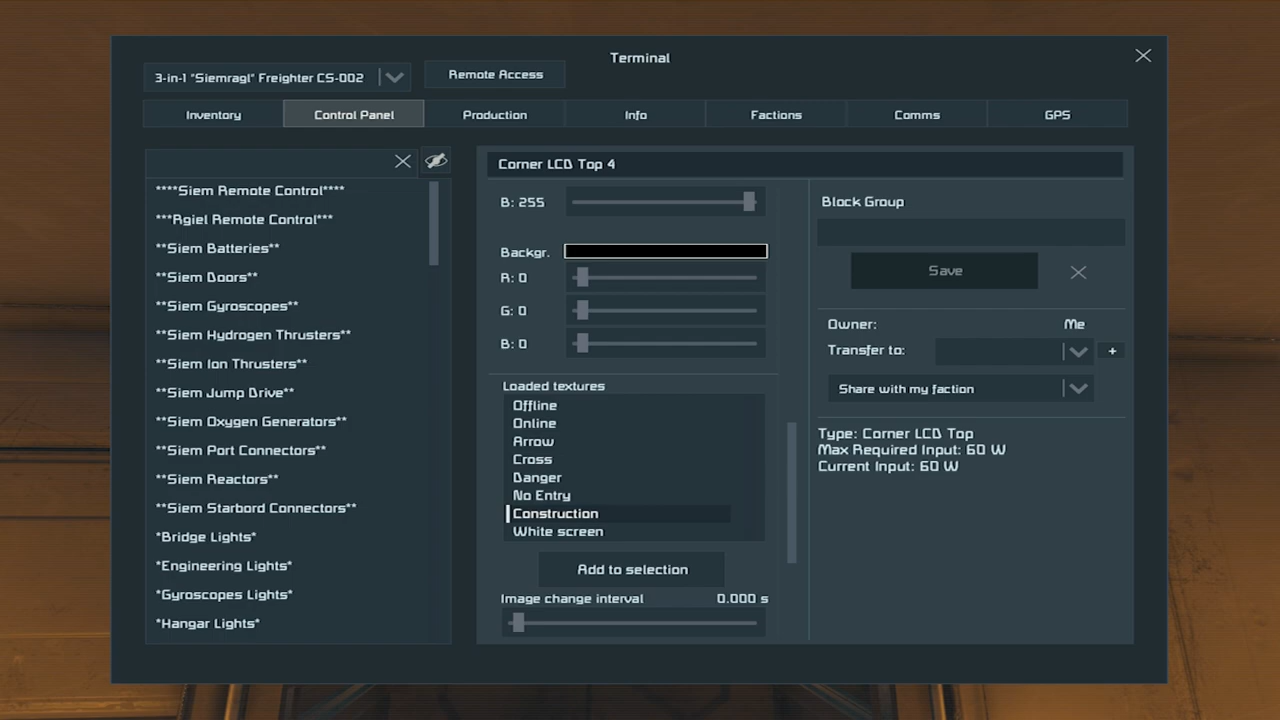 Terminal
3-in-1 "Siemragl" Freighter CS-002
Remote Access
Inventory
Control Panel
Production
Info
Factions
Comms
GPS
****Siem Remote Control****
***Rgiel Remote Control***
**Siem Batteries**
**Siem Doors**
**Siem Gyroscopes**
**Siem Hydrogen Thrusters**
**Siem Ion Thrusters**
**Siem Jump Drive**
**Siem Oxygen Generators**
**Siem Port Connectors**
**Siem Reactors**
**Siem Starbord Connectors**
*Bridge Lights*
*Engineering Lights*
*Gyroscopes Lights*
*Hangar Lights*
Corner LCD Top 4
B: 255
Backgr.
R: 0
G: 0
B: 0
Loaded textures
Offline
Online
Arrow
Cross
Danger
No Entry
Construction
White screen
Add to selection
Image change interval 0.000 s
Block Group
Save
Owner: Me
Transfer to:
+
Share with my faction
Type: Corner LCD Top
Max Required Input: 60 W
Current Input: 60 W